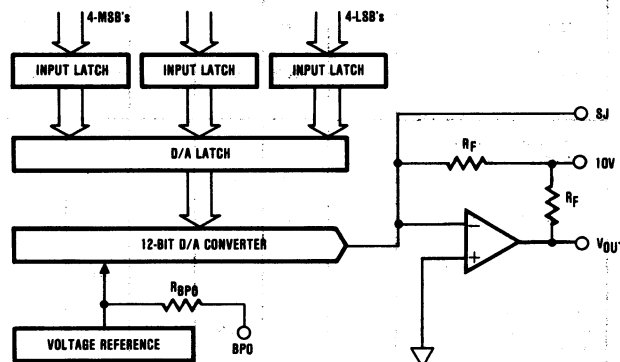 4-MSB's
4-LSB's
INPUT LATCH
INPUT LATCH
INPUT LATCH
SJ
RF
10V
D/A LATCH
RF
12-BIT D/A CONVERTER
−
+
VOUT
RBPO
VOLTAGE REFERENCE
BPO